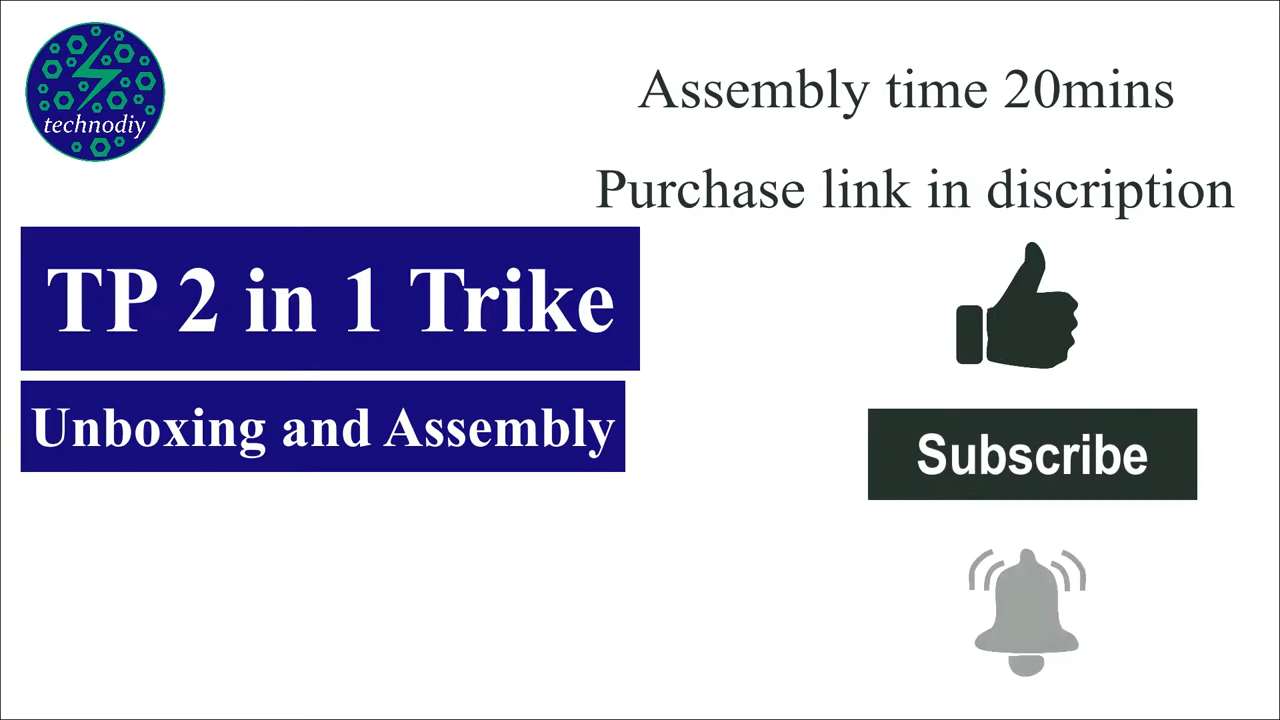 technodiy
Assembly time 20mins
Purchase link in discription
TP 2 in 1 Trike
Unboxing and Assembly
Subscribe